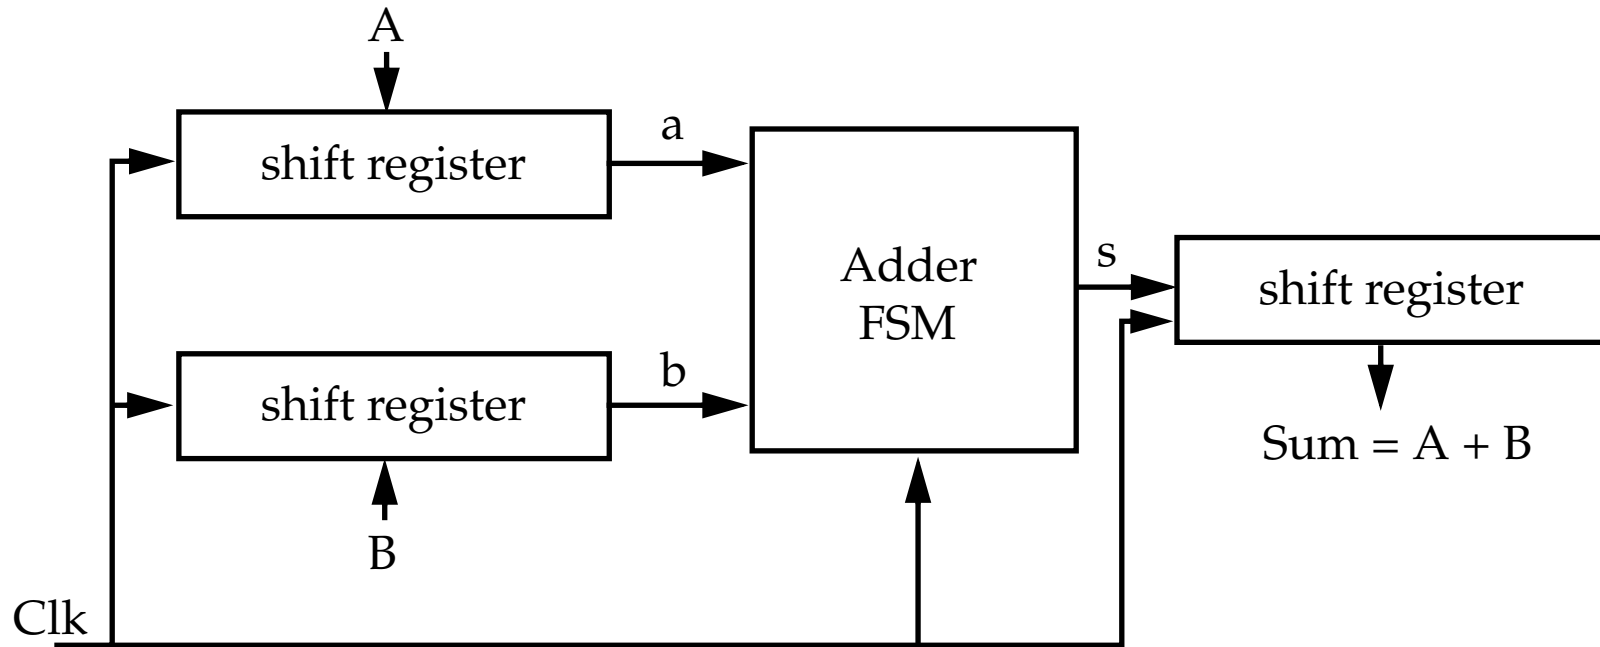 A
shift register
a
Adder
FSM
s
shift register
shift register
b
Sum = A + B
B
Clk